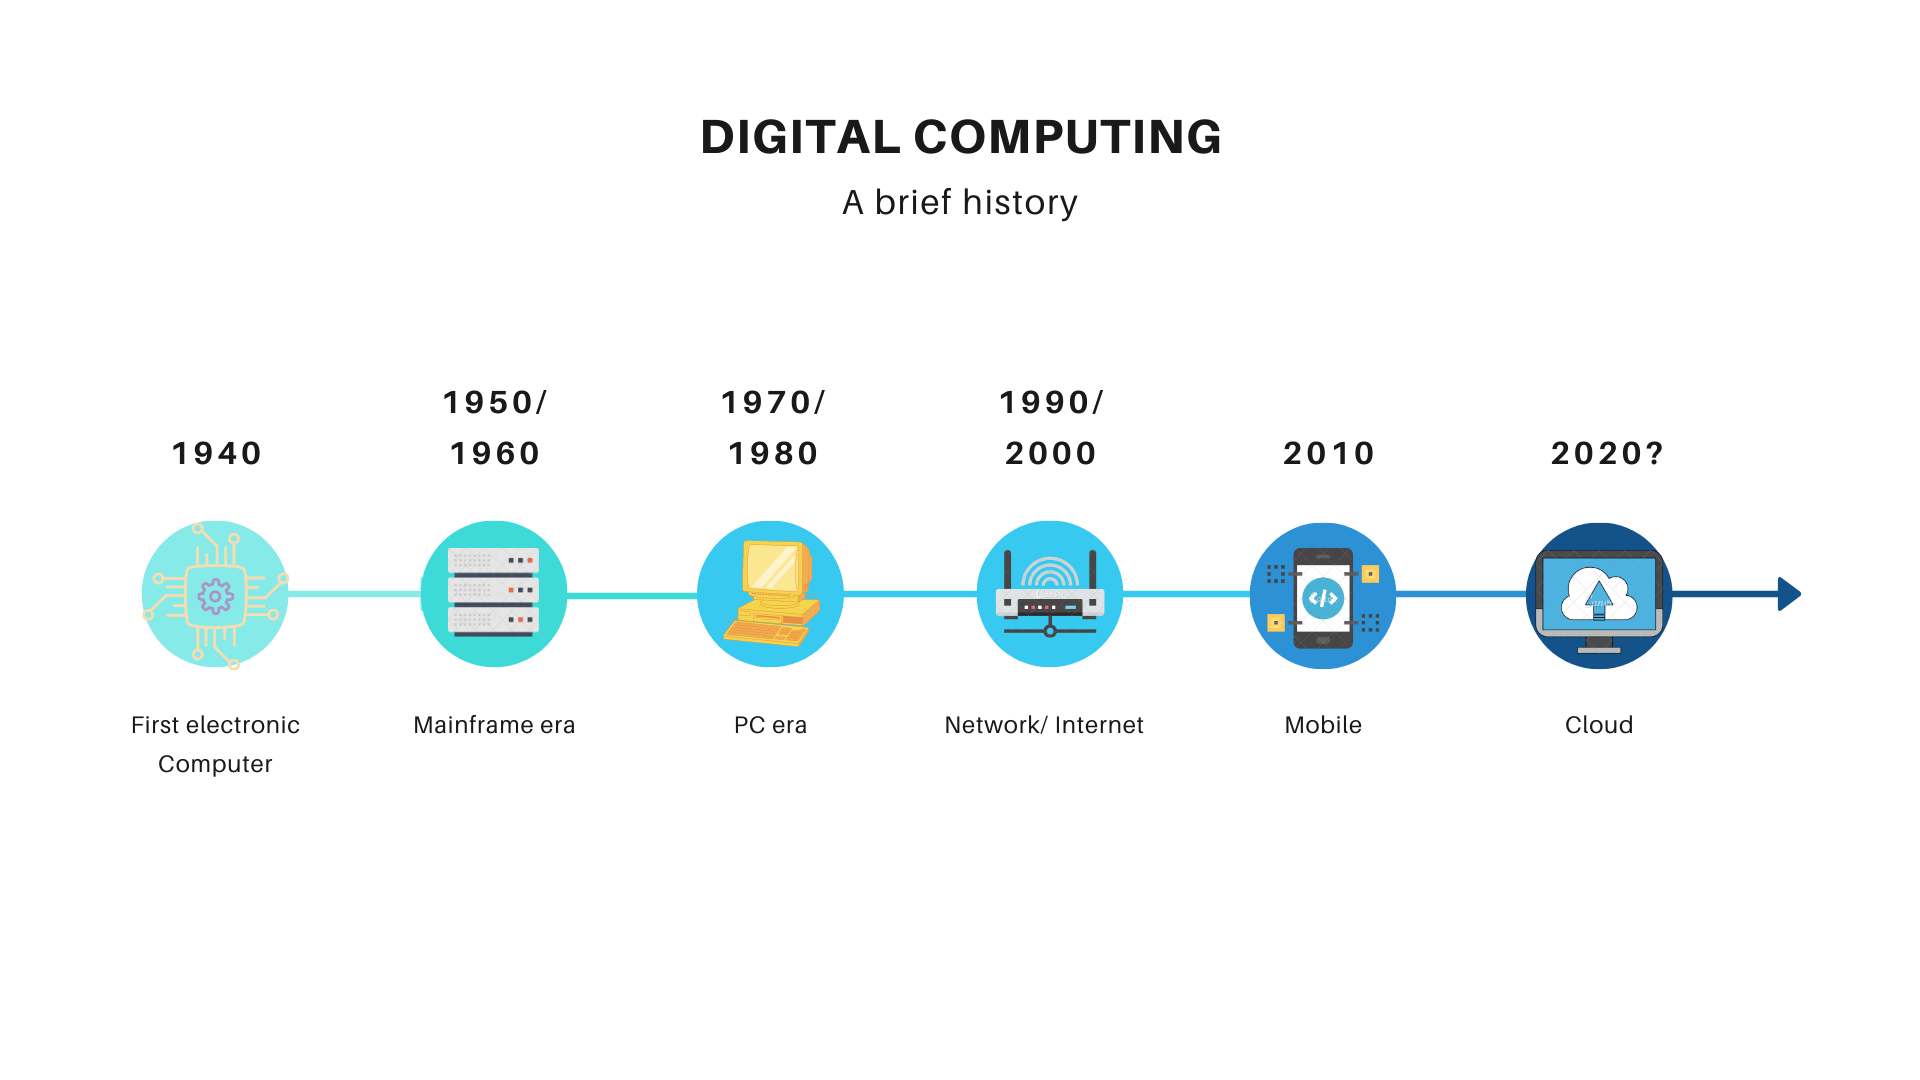 DIGITAL COMPUTING
A brief history
1950/
1970/
1990/
1940
1960
1980
2000
2010
2020?
First electronic
Computer
Mainframe era
PC era
Network/ Internet
Mobile
Cloud